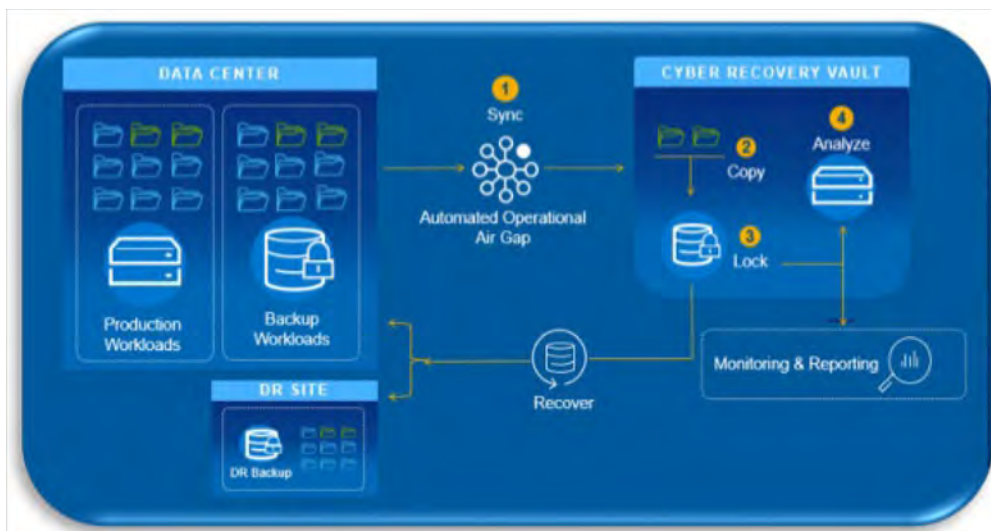 DATA CENTER
Production
Workloads
Backup
Workloads
1
Sync
Automated Operational
Air Gap
CYBER RECOVERY VAULT
2
Copy
3
Lock
4
Analyze
Monitoring & Reporting
Recover
DR SITE
DR Backup